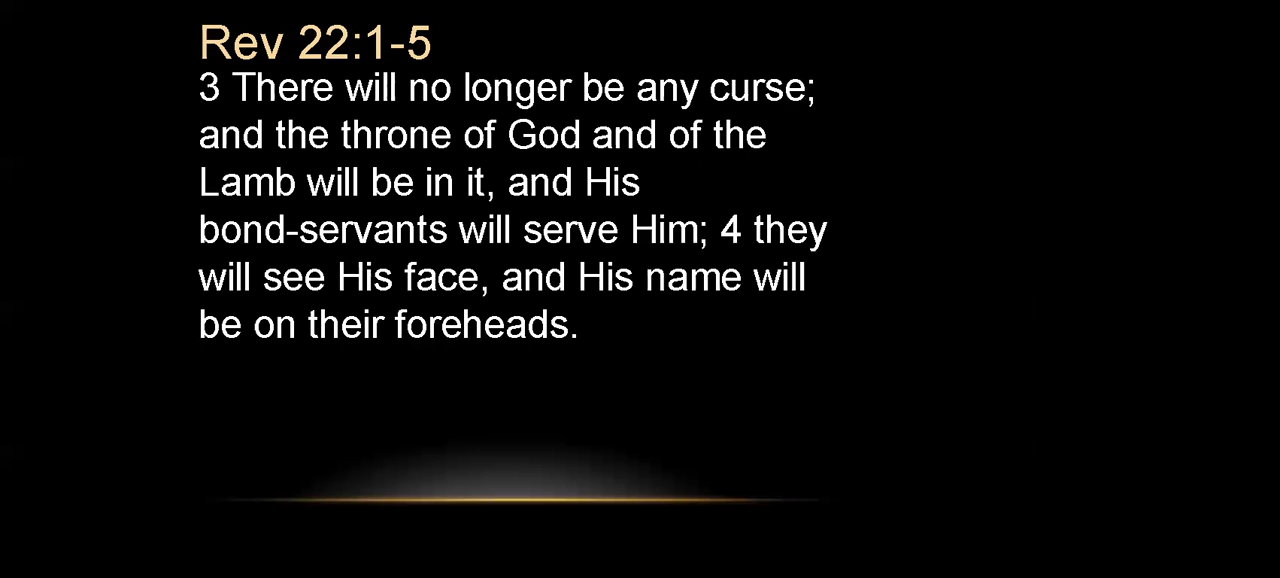 Rev 22:1-5
3 There will no longer be any curse;
and the throne of God and of the
Lamb will be in it, and His
bond-servants will serve Him; 4 they
will see His face, and His name will
be on their foreheads.